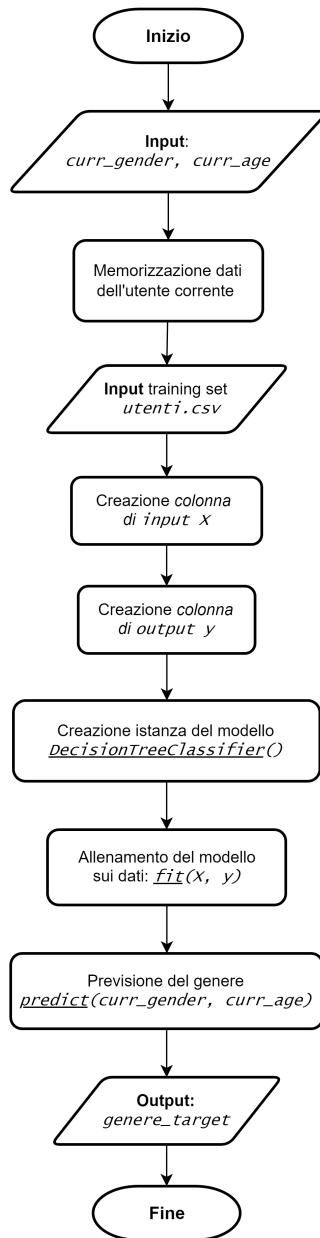 Inizio
Input:
curr_gender, curr_age
Memorizzazione dati
dell'utente corrente
Input training set
utenti.csv
Creazione colonna
di input X
Creazione colonna
di output y
Creazione istanza del modello
DecisionTreeClassifier()
Allenamento del modello
sui dati: fit(X, y)
Previsione del genere
predict(curr_gender, curr_age)
Output:
genere_target
Fine